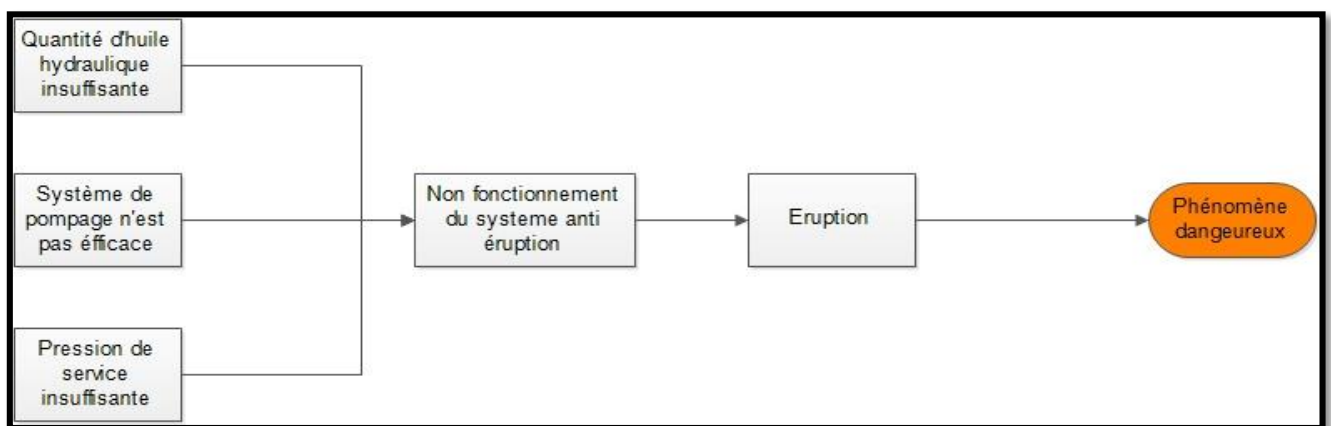 Quantité d'huile
hydraulique
insuffisante
Système de
pompage n'est
pas éfficace
Pression de
service
insuffisante
Non fonctionnement
du systeme anti
éruption
Eruption
Phénomène
dangeureux